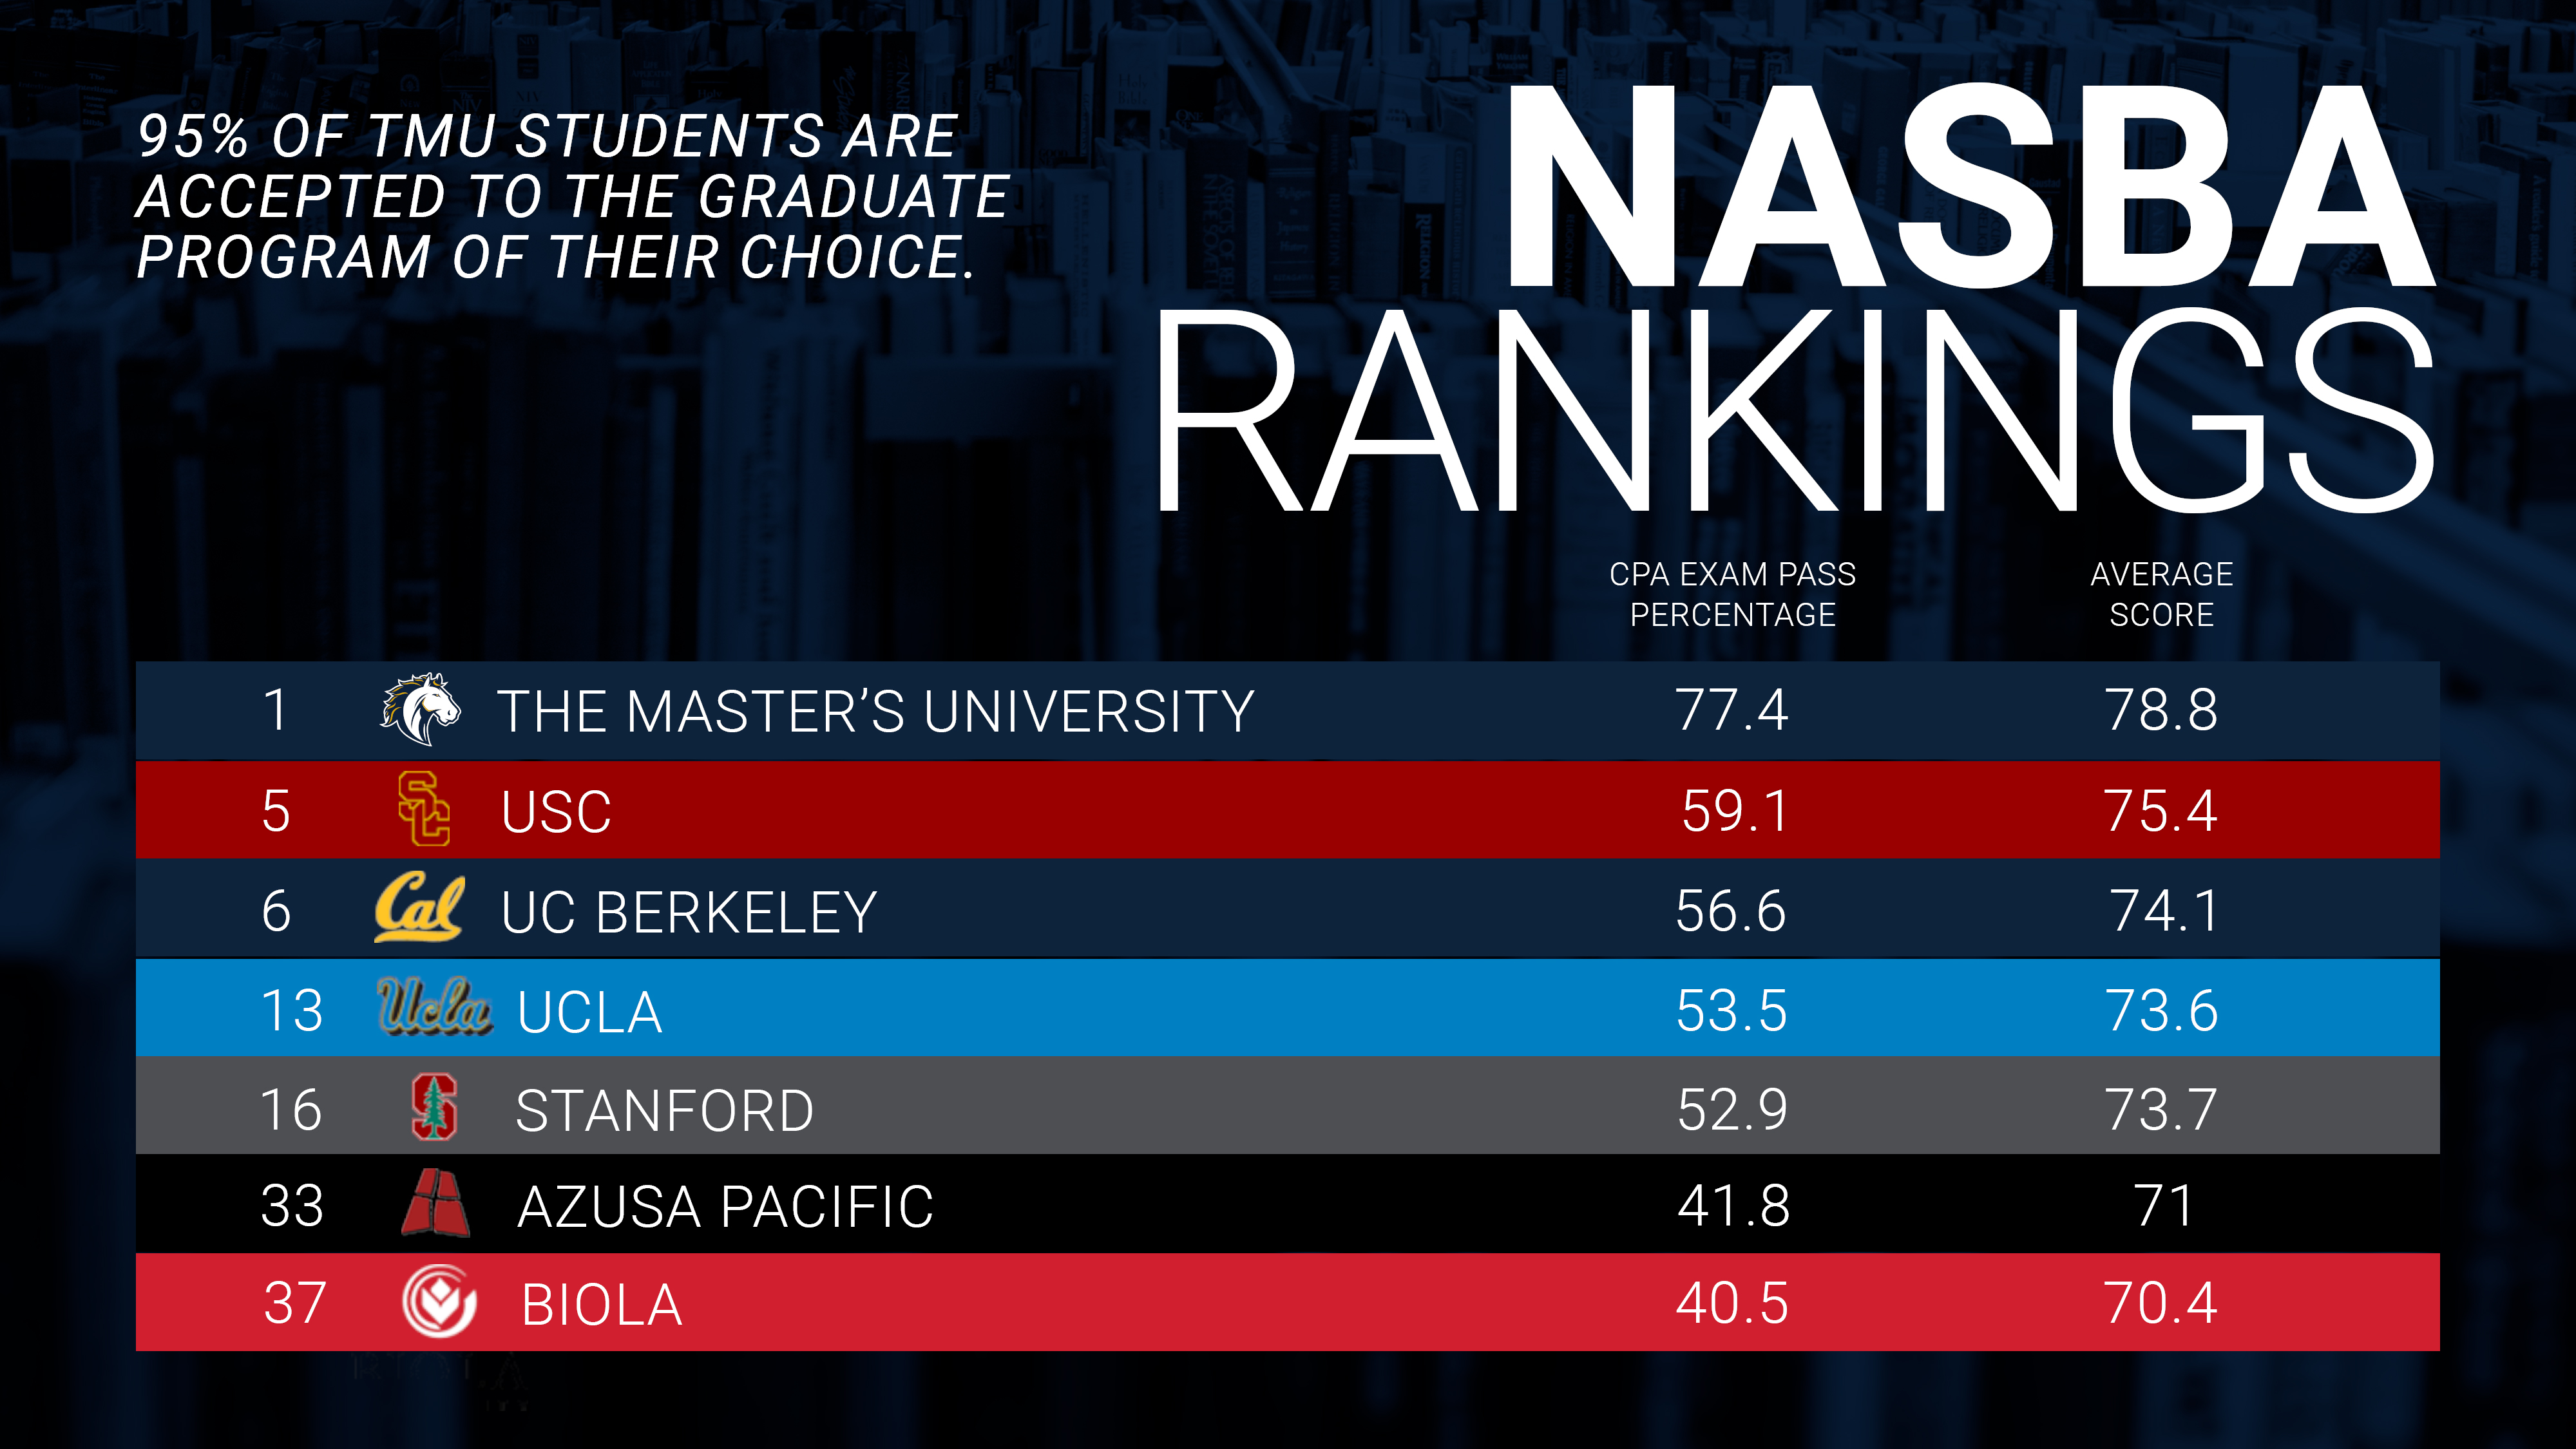 95% OF TMU STUDENTS ARE
ACCEPTED TO THE GRADUATE
PROGRAM OF THEIR CHOICE.
NASBA
RANKINGS
CPA EXAM PASS
PERCENTAGE
AVERAGE
SCORE
1 THE MASTER’S UNIVERSITY 77.4 78.8
5 SC USC 59.1 75.4
6 Cal UC BERKELEY 56.6 74.1
13 Ucla UCLA 53.5 73.6
16 S STANFORD 52.9 73.7
33 AZUSA PACIFIC 41.8 71
37 BIOLA 40.5 70.4